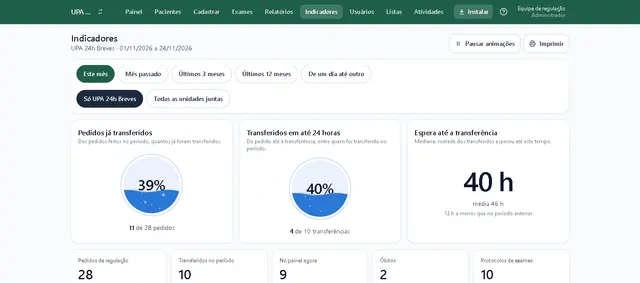 UPA ...
Painel Pacientes Cadastrar Exames Relatórios Indicadores Usuários Listas Atividades Instalar
Equipe de regulação
Administrador
Indicadores
UPA 24h Breves · 01/11/2026 a 24/11/2026
Pausar animações
Imprimir
Este mês Mês passado Últimos 3 meses Últimos 12 meses De um dia até outro
Só UPA 24h Breves Todas as unidades juntas
Pedidos já transferidos
Dos pedidos feitos no período, quantos já foram transferidos.
39%
11 de 28 pedidos
Transferidos em até 24 horas
Do pedido até a transferência, entre quem foi transferido no
período.
40%
4 de 10 transferências
Espera até a transferência
Mediana: metade dos transferidos esperou até este tempo.
40 h
média 46 h
12 h a menos que no período anterior
Pedidos de regulação
28
Transferidos no período
10
No painel agora
9
Óbitos
2
Protocolos de exames
10